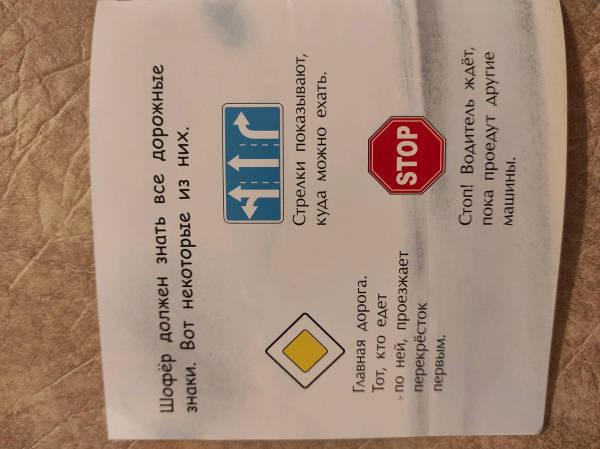 Шофёр должен знать все дорожные
знаки. Вот некоторые из них.
Главная дорога.
Тот, кто едет
по ней, проезжает
перекрёсток
первым.
Стрелки показывают,
куда можно ехать.
STOP
Стоп! Водитель ждёт,
пока проедут другие
машины.